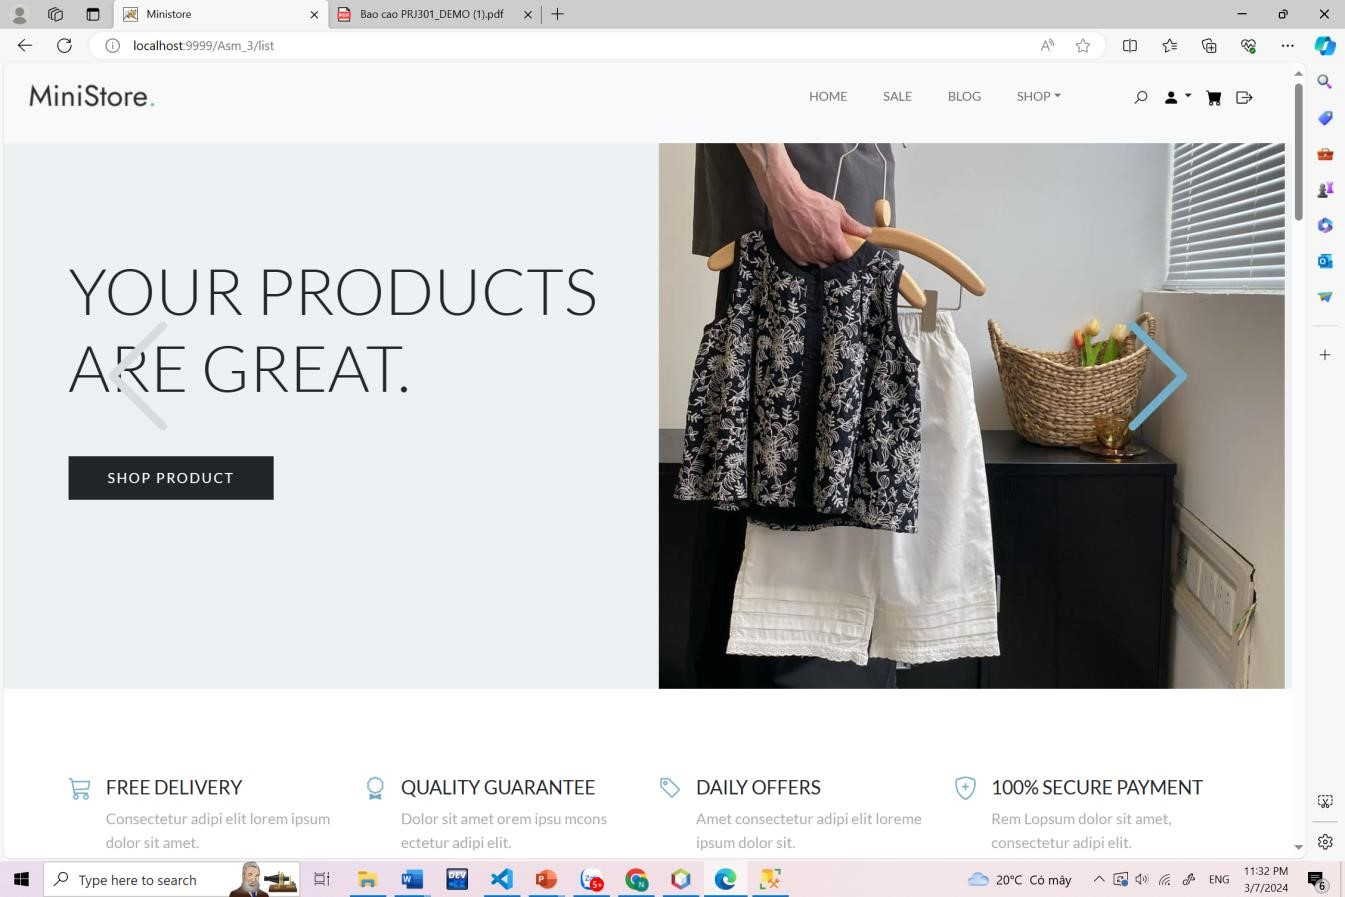 Ministore
Bao cao PRJ301_DEMO (1).pdf
localhost:9999/Asm_3/list
MiniStore.
HOME SALE BLOG SHOP
YOUR PRODUCTS
ARE GREAT.
SHOP PRODUCT
FREE DELIVERY
Consectetur adipi elit lorem ipsum
dolor sit amet.
QUALITY GUARANTEE
Dolor sit amet orem ipsu mcons
ectetur adipi elit.
DAILY OFFERS
Amet consectetur adipi elit loreme
ipsum dolor sit.
100% SECURE PAYMENT
Rem Lopsum dolor sit amet,
consectetur adipi elit.
Type here to search
DEV
5+
20°C Có mây
ENG
11:32 PM
3/7/2024
6